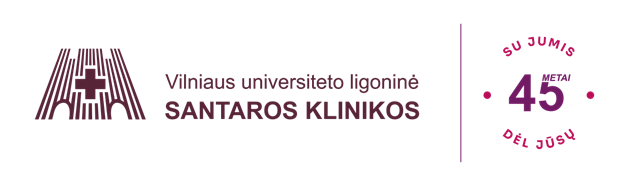 Vilniaus universiteto ligoninė
SANTAROS KLINIKOS
SU JUMIS
45 METAI
DĖL JŪSŲ